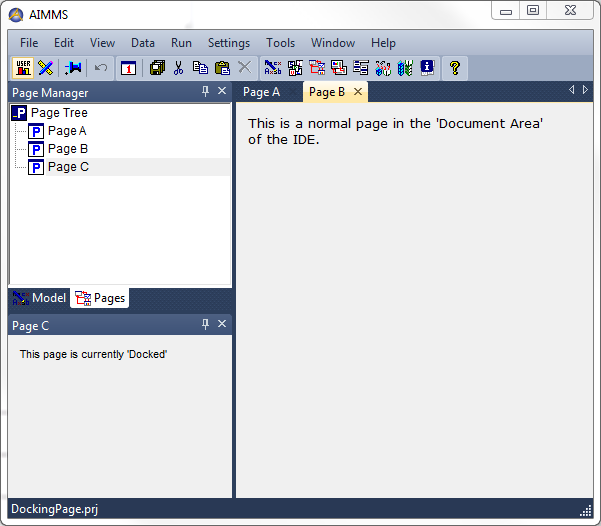 AIMMS
File Edit View Data Run Settings Tools Window Help
Page Manager
Page A
Page B
Page Tree
Page A
Page B
Page C
This is a normal page in the 'Document Area'
of the IDE.
Model
Pages
Page C
This page is currently 'Docked'
DockingPage.prj